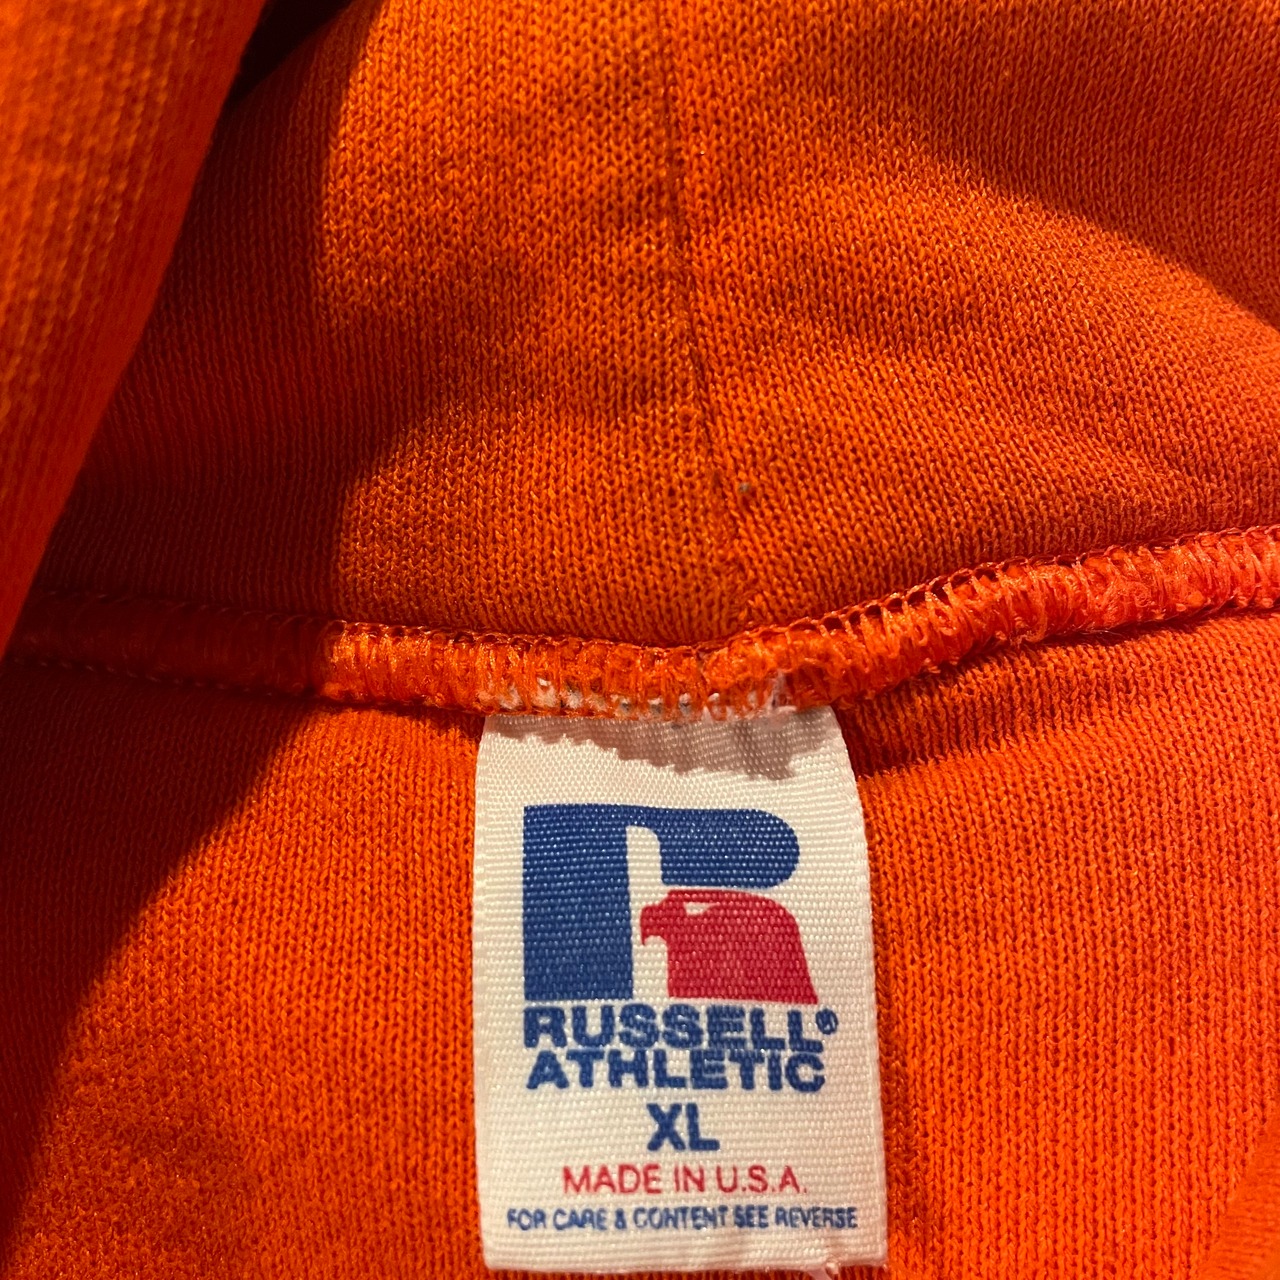 RUSSELL®
ATHLETIC
XL
MADE IN U.S.A.
FOR CARE & CONTENT SEE REVERSE